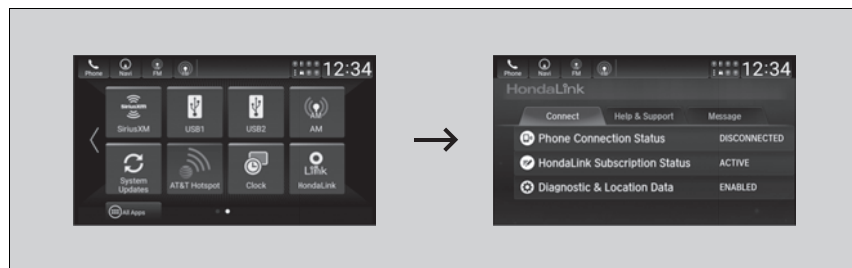 Phone Navi FM AM 12:34
SiriusXM USB1 USB2 AM
System
Updates AT&T Hotspot Clock HondaLink
All Apps
Phone Navi FM AM 12:34
HondaLink
Connect Help & Support Message
Phone Connection Status DISCONNECTED
HondaLink Subscription Status ACTIVE
Diagnostic & Location Data ENABLED